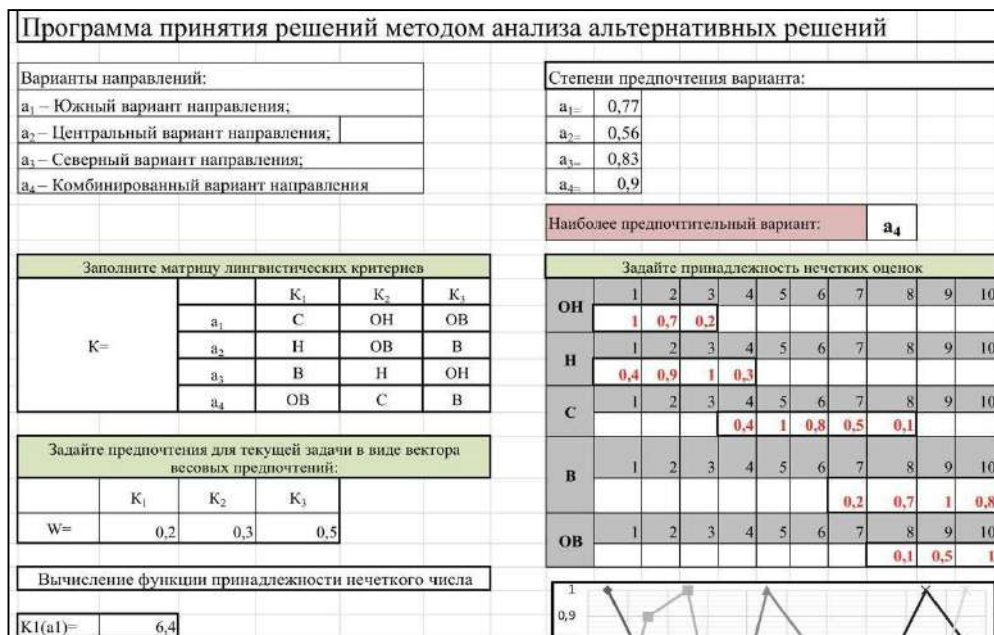 Программа принятия решений методом анализа альтернативных решений
Варианты направлений:
a₁ – Южный вариант направления;
a₂ – Центральный вариант направления;
a₃ – Северный вариант направления;
a₄ – Комбинированный вариант направления
Степени предпочтения варианта:
a₁= 0,77
a₂= 0,56
a₃= 0,83
a₄= 0,9
Наиболее предпочтительный вариант: a₄
Заполните матрицу лингвистических критериев
K₁ K₂ K₃
a₁ С ОН ОВ
K= a₂ Н ОВ В
a₃ В Н ОН
a₄ ОВ С В
Задайте предпочтения для текущей задачи в виде вектора
весовых предпочтений:
K₁ K₂ K₃
W= 0,2 0,3 0,5
Вычисление функции принадлежности нечеткого числа
K1(a1)= 6,4
Задайте принадлежность нечетких оценок
ОН 1 2 3 4 5 6 7 8 9 10
1 0,7 0,2
Н 1 2 3 4 5 6 7 8 9 10
0,4 0,9 1 0,3
С 1 2 3 4 5 6 7 8 9 10
0,4 1 0,8 0,5 0,1
В 1 2 3 4 5 6 7 8 9 10
0,2 0,7 1 0,8
ОВ 1 2 3 4 5 6 7 8 9 10
0,1 0,5 1
1
0,9